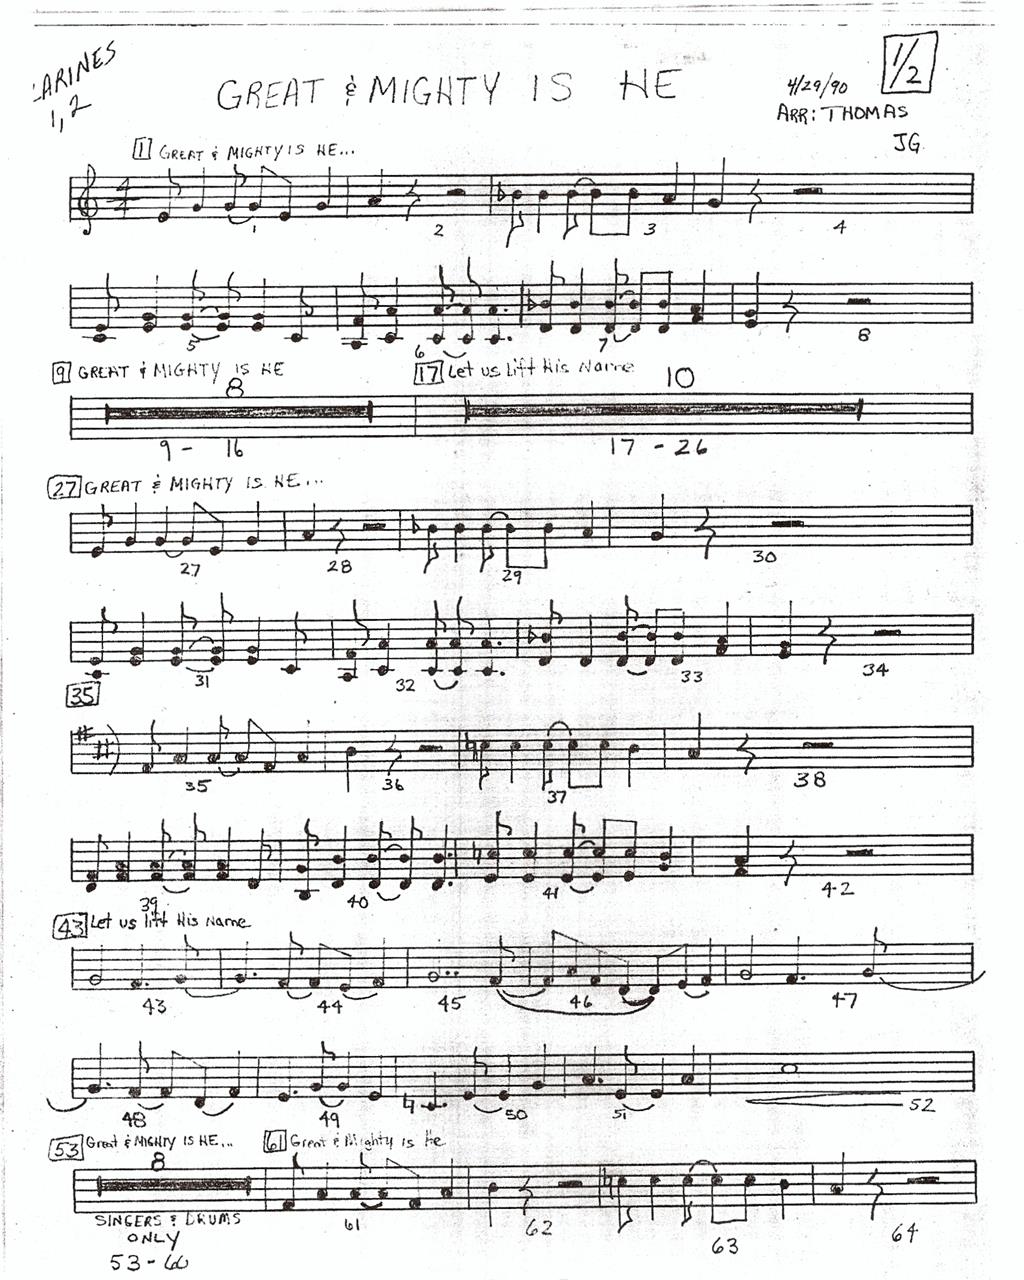 ARINES
1,2
GREAT & MIGHTY IS HE
4/29/90
1/2
ARR: THOMAS
JG
1 GREAT & MIGHTY IS HE...
1 2 3 4
5 6 7 8
9 GREAT & MIGHTY IS HE 17 Let us Lift His Name
8 10
9 - 16 17 - 26
27 GREAT & MIGHTY IS HE...
27 28 29 30
31 32 33 34
35
35 36 37 38
39 40 41 42
43 Let us lift His Name
43 44 45 46 47
48 49 50 51 52
53 Great & MIGHTY IS HE... 61 Great & Mighty is He
8
SINGERS & DRUMS
ONLY
53 - 60
61 62 63 64